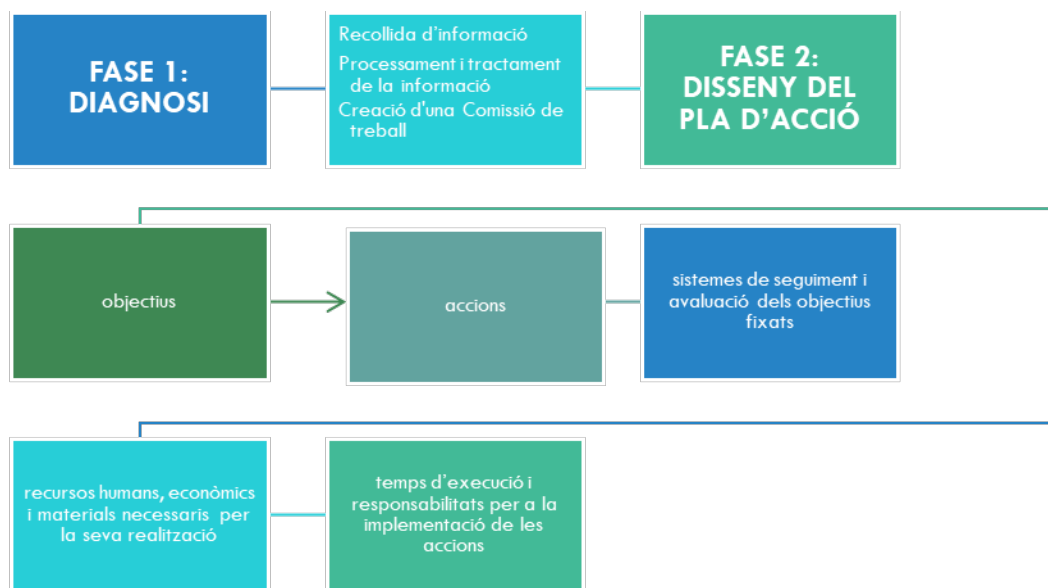 FASE 1:
DIAGNOSI
Recollida d'informació
Processament i tractament
de la informació
Creació d'una Comissió de
treball
FASE 2:
DISSENY DEL
PLA D'ACCIÓ
objectius
accions
sistemes de seguiment i
avaluació dels objectius
fixats
recursos humans, econòmics
i materials necessaris per
la seva realització
temps d'execució i
responsabilitats per a la
implementació de les
accions